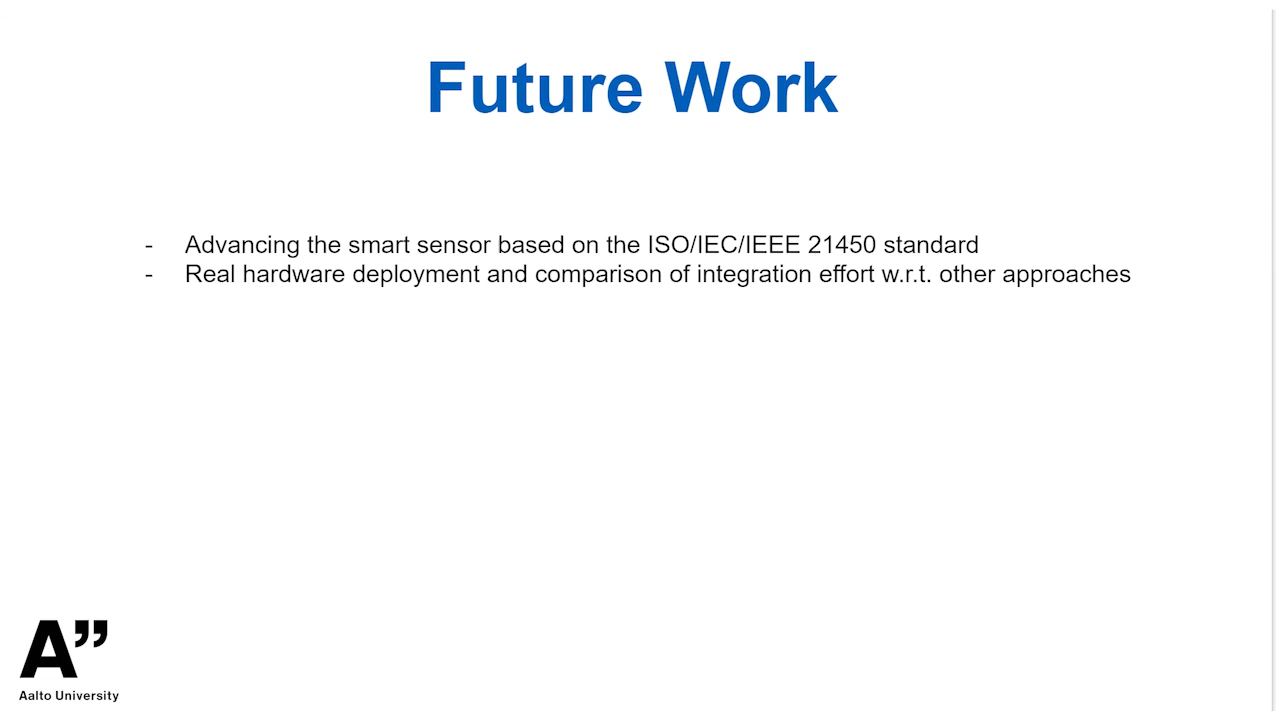 Future Work
- Advancing the smart sensor based on the ISO/IEC/IEEE 21450 standard
- Real hardware deployment and comparison of integration effort w.r.t. other approaches
A”
Aalto University